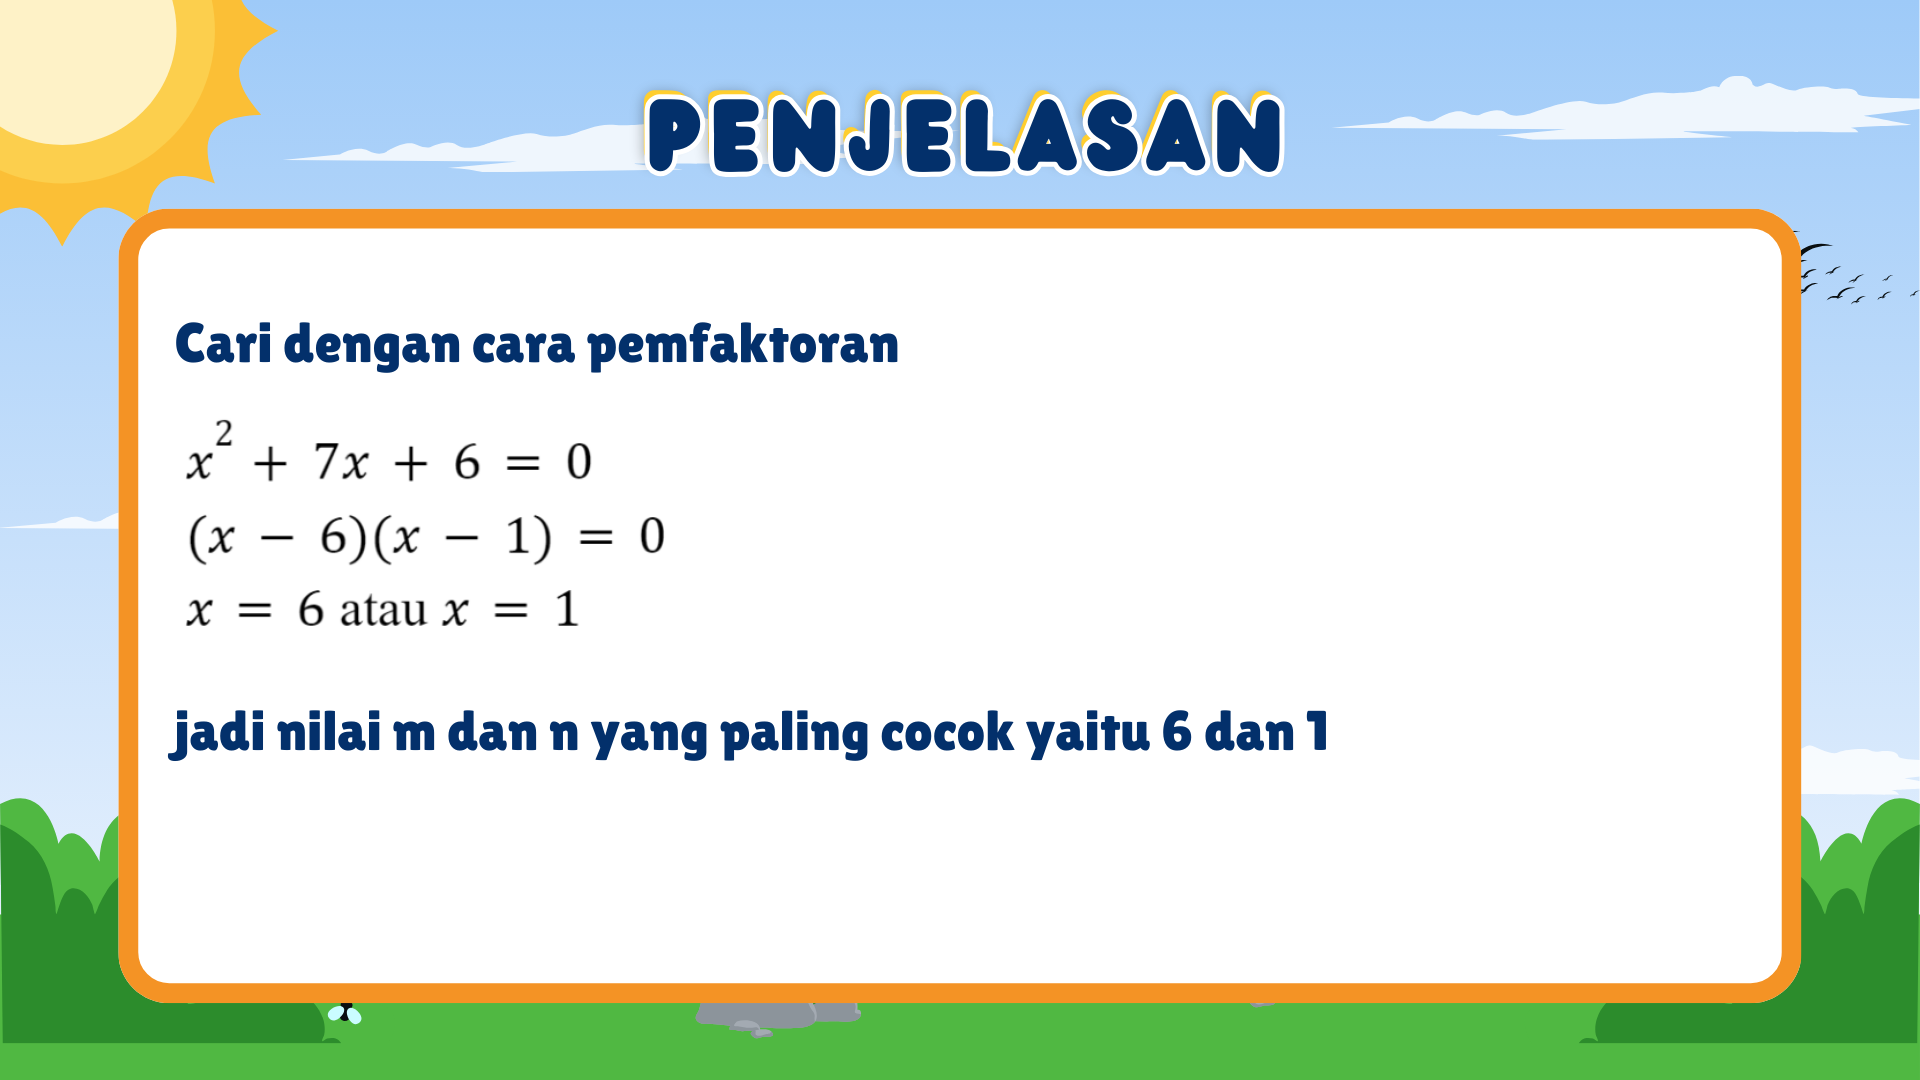 PENJELASAN
Cari dengan cara pemfaktoran
x² + 7x + 6 = 0
(x − 6)(x − 1) = 0
x = 6 atau x = 1
jadi nilai m dan n yang paling cocok yaitu 6 dan 1